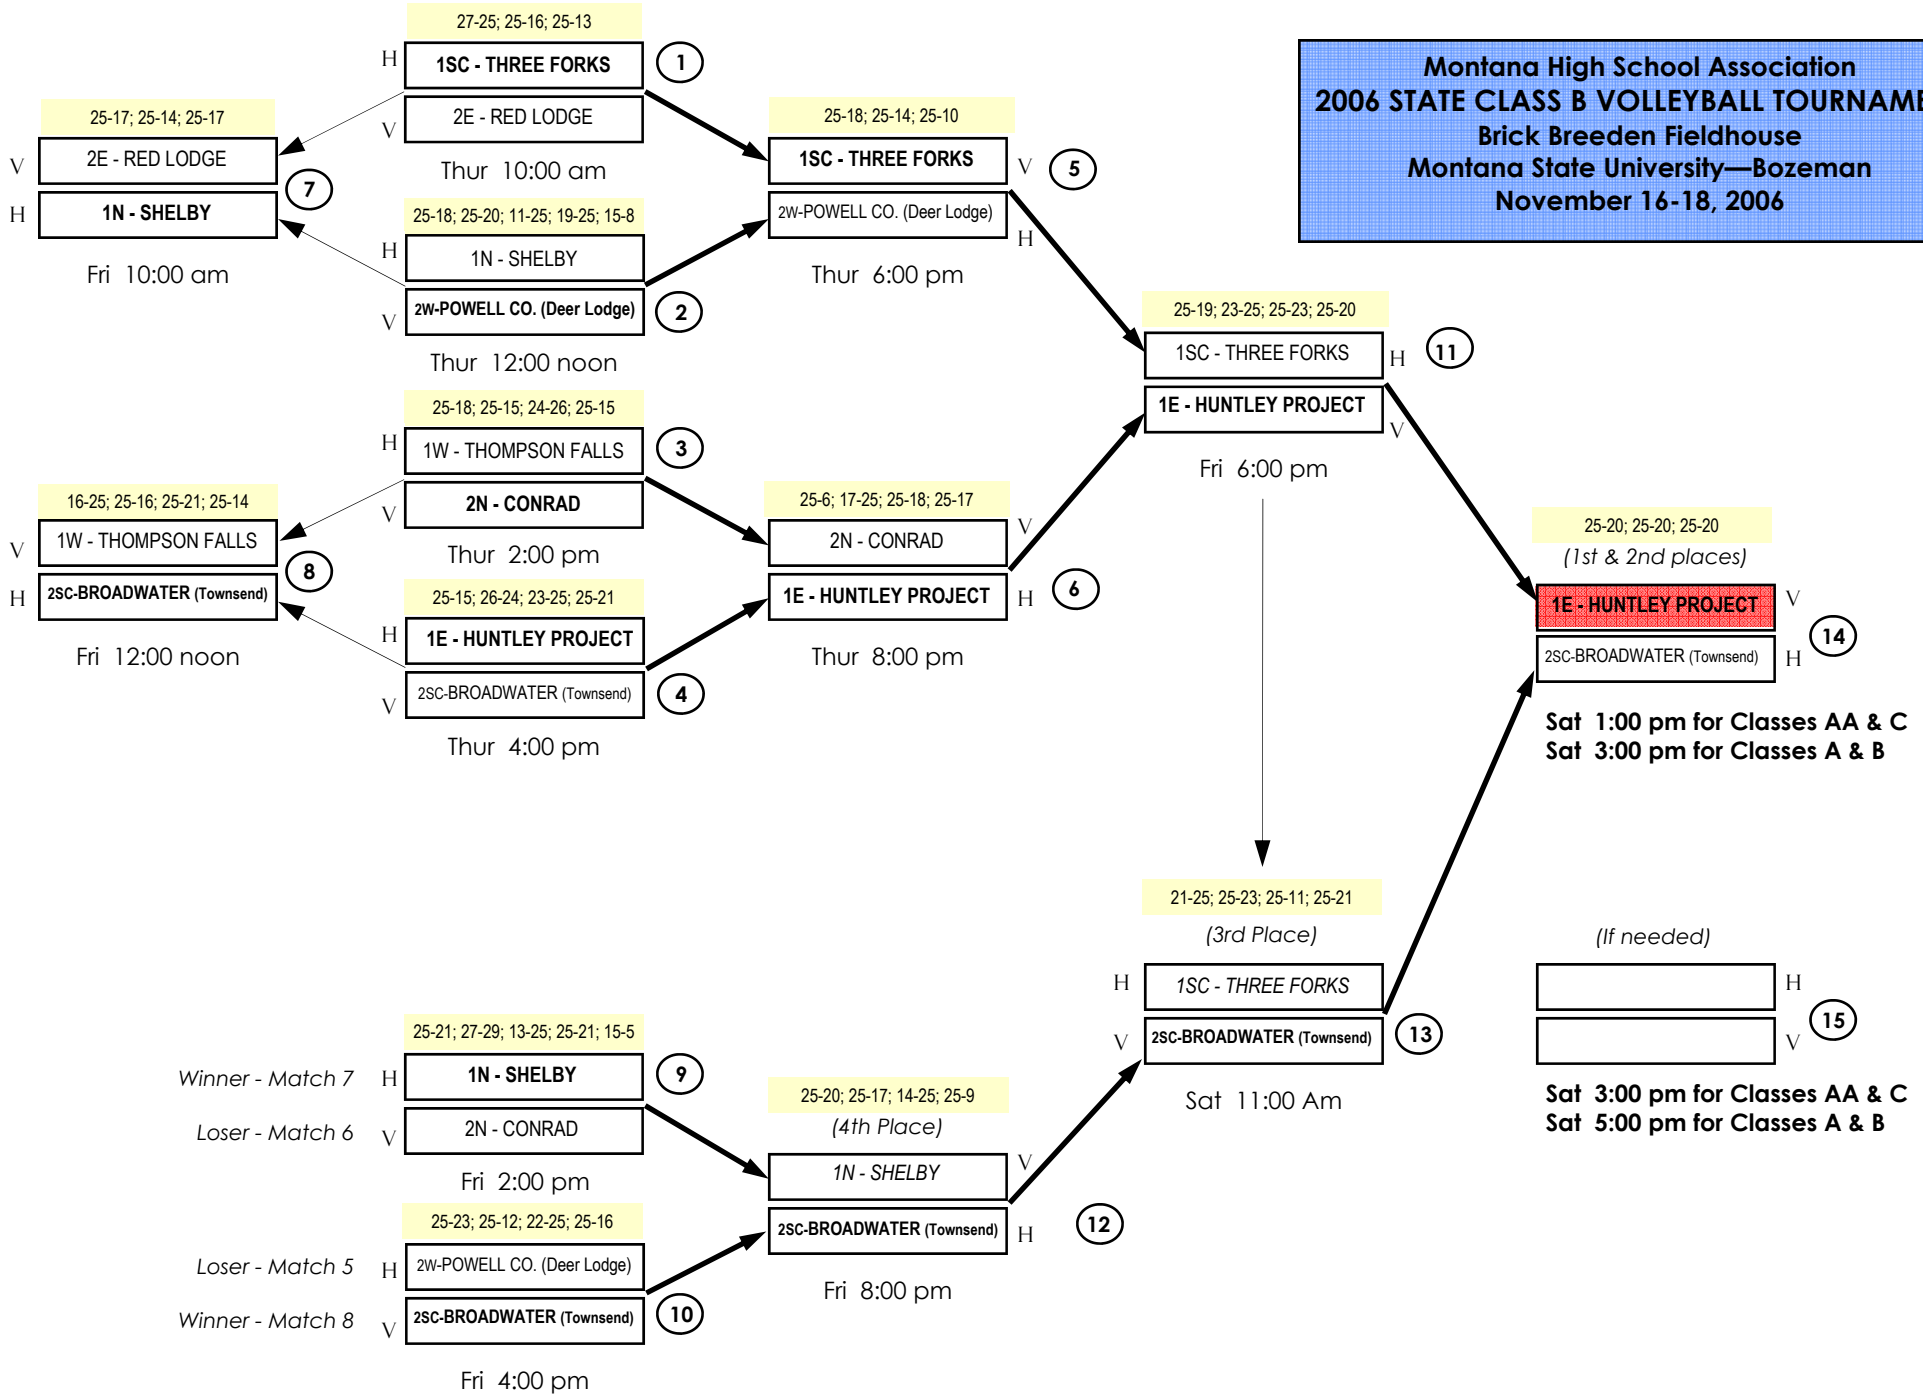 27-25; 25-16; 25-13
H
1SC - THREE FORKS
1
2E - RED LODGE
V
Thur 10:00 am
Montana High School Association
2006 STATE CLASS B VOLLEYBALL TOURNAME
Brick Breeden Fieldhouse
Montana State University—Bozeman
November 16-18, 2006
25-17; 25-14; 25-17
V
2E - RED LODGE
7
H
1N - SHELBY
Fri 10:00 am
25-18; 25-20; 11-25; 19-25; 15-8
H
1N - SHELBY
2W-POWELL CO. (Deer Lodge)
2
V
Thur 12:00 noon
25-18; 25-14; 25-10
1SC - THREE FORKS
V
5
2W-POWELL CO. (Deer Lodge)
H
Thur 6:00 pm
25-19; 23-25; 25-23; 25-20
1SC - THREE FORKS
H
11
1E - HUNTLEY PROJECT
V
Fri 6:00 pm
25-18; 25-15; 24-26; 25-15
H
1W - THOMPSON FALLS
3
2N - CONRAD
V
Thur 2:00 pm
16-25; 25-16; 25-21; 25-14
V
1W - THOMPSON FALLS
8
H
2SC-BROADWATER (Townsend)
Fri 12:00 noon
25-15; 26-24; 23-25; 25-21
H
1E - HUNTLEY PROJECT
2SC-BROADWATER (Townsend)
4
V
Thur 4:00 pm
25-6; 17-25; 25-18; 25-17
V
2N - CONRAD
1E - HUNTLEY PROJECT
H
6
Thur 8:00 pm
25-20; 25-20; 25-20
(1st & 2nd places)
1E - HUNTLEY PROJECT
V
14
2SC-BROADWATER (Townsend)
H
Sat 1:00 pm for Classes AA & C
Sat 3:00 pm for Classes A & B
21-25; 25-23; 25-11; 25-21
(3rd Place)
H
1SC - THREE FORKS
V
2SC-BROADWATER (Townsend)
13
Sat 11:00 Am
(If needed)
H
15
V
Sat 3:00 pm for Classes AA & C
Sat 5:00 pm for Classes A & B
25-21; 27-29; 13-25; 25-21; 15-5
Winner - Match 7
H
1N - SHELBY
9
Loser - Match 6
V
2N - CONRAD
Fri 2:00 pm
25-20; 25-17; 14-25; 25-9
(4th Place)
1N - SHELBY
V
2SC-BROADWATER (Townsend)
H
12
Fri 8:00 pm
25-23; 25-12; 22-25; 25-16
Loser - Match 5
H
2W-POWELL CO. (Deer Lodge)
Winner - Match 8
V
2SC-BROADWATER (Townsend)
10
Fri 4:00 pm